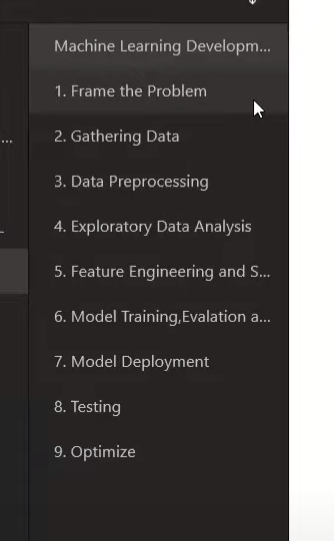 Machine Learning Developm...
1. Frame the Problem
...
2. Gathering Data
3. Data Preprocessing
4. Exploratory Data Analysis
5. Feature Engineering and S...
6. Model Training,Evalation a...
7. Model Deployment
8. Testing
9. Optimize